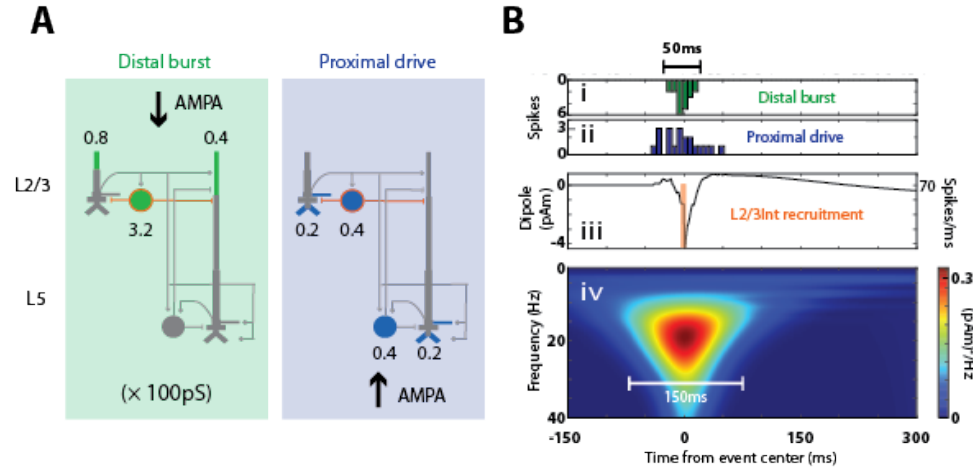 A
B
Distal burst
Proximal drive
AMPA
0.8
0.4
L2/3
3.2
0.2
0.4
L5
0.4
0.2
(× 100pS)
AMPA
50ms
0
6
Spikes
i
Distal burst
3
0
ii
Proximal drive
0
-4
Dipole
(pAm)
iii
L2/3Int recruitment
70
Spikes/
ms
0
20
40
Frequency (Hz)
iv
150ms
0.3
0
(pAm)²/Hz
-150
0
150
300
Time from event center (ms)